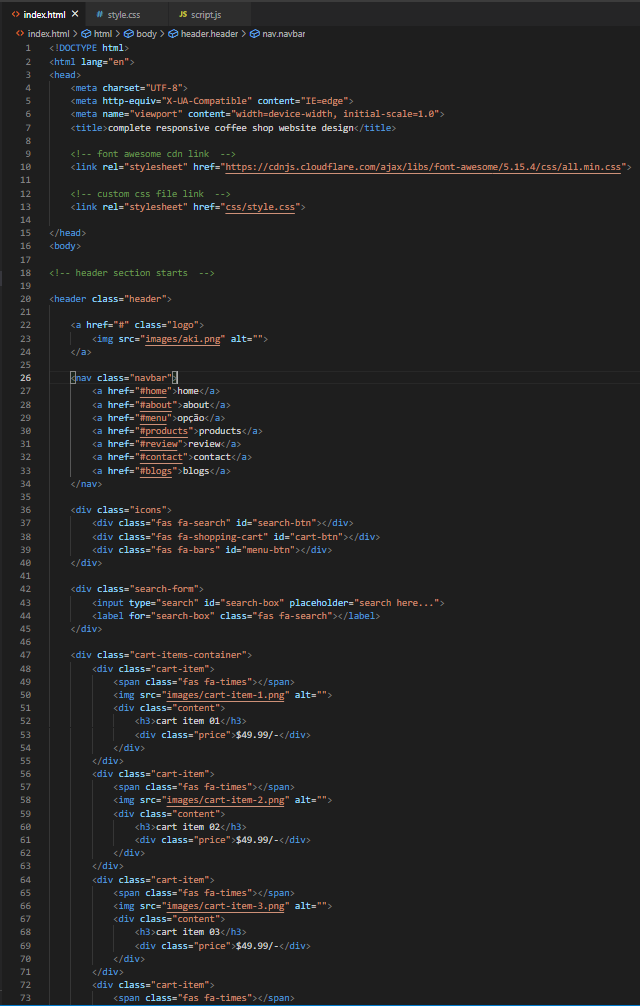 index.html × # style.css JS script.js
index.html > html > body > header.header > nav.navbar
1 <!DOCTYPE html>
2 <html lang="en">
3 <head>
4 <meta charset="UTF-8">
5 <meta http-equiv="X-UA-Compatible" content="IE=edge">
6 <meta name="viewport" content="width=device-width, initial-scale=1.0">
7 <title>complete responsive coffee shop website design</title>
8
9 <!-- font awesome cdn link  -->
10 <link rel="stylesheet" href="https://cdnjs.cloudflare.com/ajax/libs/font-awesome/5.15.4/css/all.min.css">
11
12 <!-- custom css file link  -->
13 <link rel="stylesheet" href="css/style.css">
14
15 </head>
16 <body>
17
18 <!-- header section starts  -->
19
20 <header class="header">
21
22 <a href="#" class="logo">
23 <img src="images/aki.png" alt="">
24 </a>
25
26 <nav class="navbar">
27 <a href="#home">home</a>
28 <a href="#about">about</a>
29 <a href="#menu">opção</a>
30 <a href="#products">products</a>
31 <a href="#review">review</a>
32 <a href="#contact">contact</a>
33 <a href="#blogs">blogs</a>
34 </nav>
35
36 <div class="icons">
37 <div class="fas fa-search" id="search-btn"></div>
38 <div class="fas fa-shopping-cart" id="cart-btn"></div>
39 <div class="fas fa-bars" id="menu-btn"></div>
40 </div>
41
42 <div class="search-form">
43 <input type="search" id="search-box" placeholder="search here...">
44 <label for="search-box" class="fas fa-search"></label>
45 </div>
46
47 <div class="cart-items-container">
48 <div class="cart-item">
49 <span class="fas fa-times"></span>
50 <img src="images/cart-item-1.png" alt="">
51 <div class="content">
52 <h3>cart item 01</h3>
53 <div class="price">$49.99/-</div>
54 </div>
55 </div>
56 <div class="cart-item">
57 <span class="fas fa-times"></span>
58 <img src="images/cart-item-2.png" alt="">
59 <div class="content">
60 <h3>cart item 02</h3>
61 <div class="price">$49.99/-</div>
62 </div>
63 </div>
64 <div class="cart-item">
65 <span class="fas fa-times"></span>
66 <img src="images/cart-item-3.png" alt="">
67 <div class="content">
68 <h3>cart item 03</h3>
69 <div class="price">$49.99/-</div>
70 </div>
71 </div>
72 <div class="cart-item">
73 <span class="fas fa-times"></span>